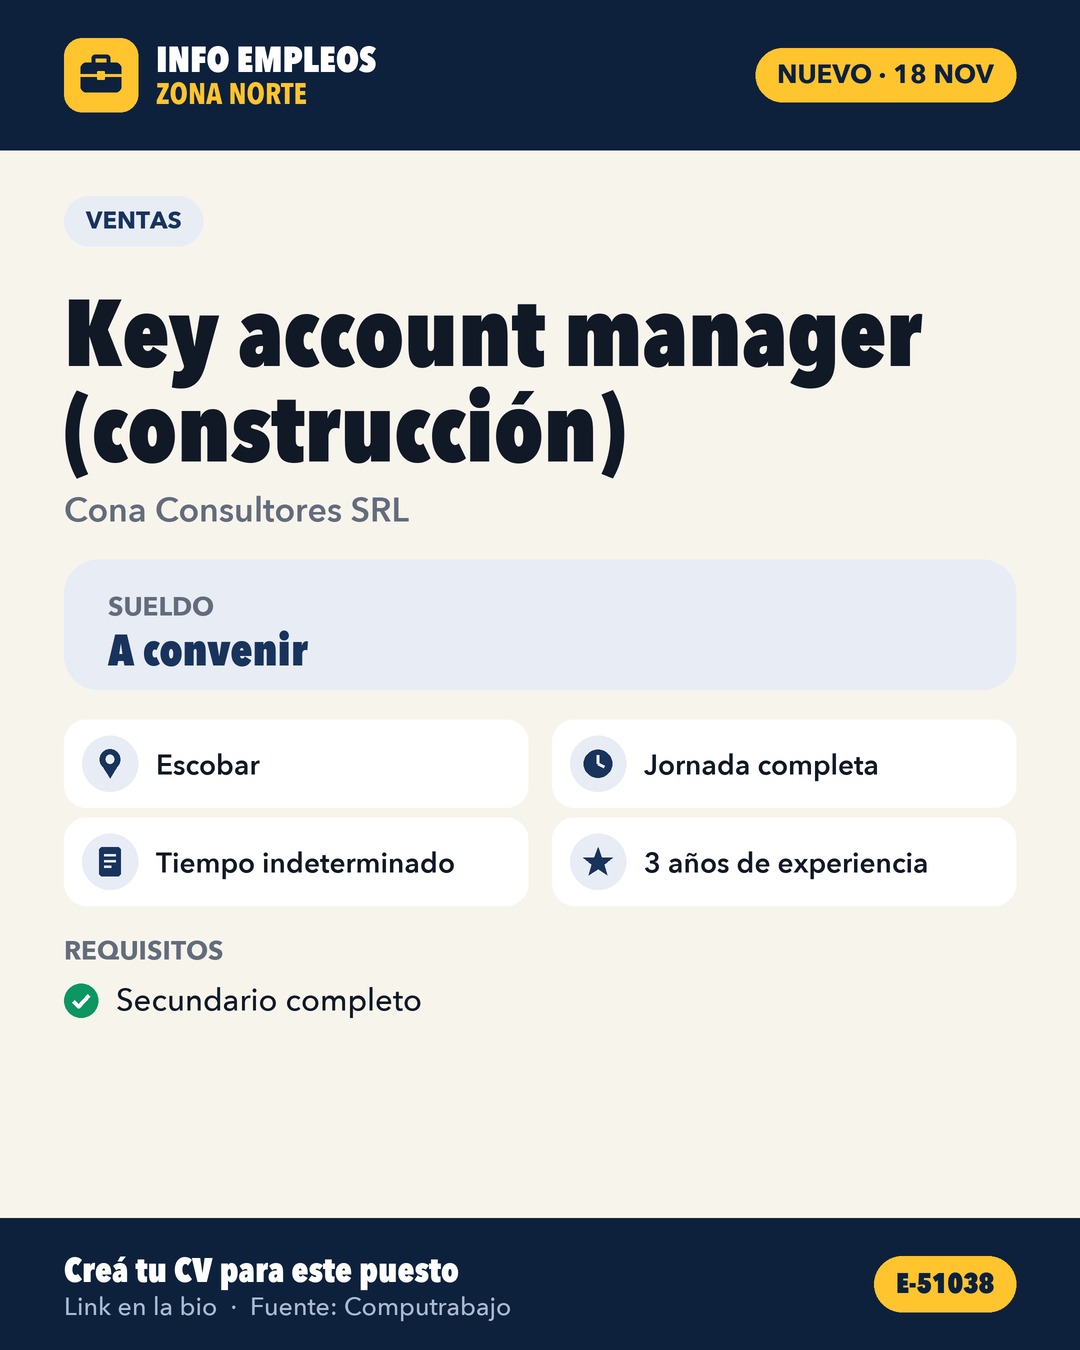 INFO EMPLEOS
ZONA NORTE
NUEVO · 18 NOV
VENTAS
Key account manager
(construcción)
Cona Consultores SRL
SUELDO
A convenir
Escobar
Jornada completa
Tiempo indeterminado
3 años de experiencia
REQUISITOS
Secundario completo
Creá tu CV para este puesto
Link en la bio · Fuente: Computrabajo
E-51038